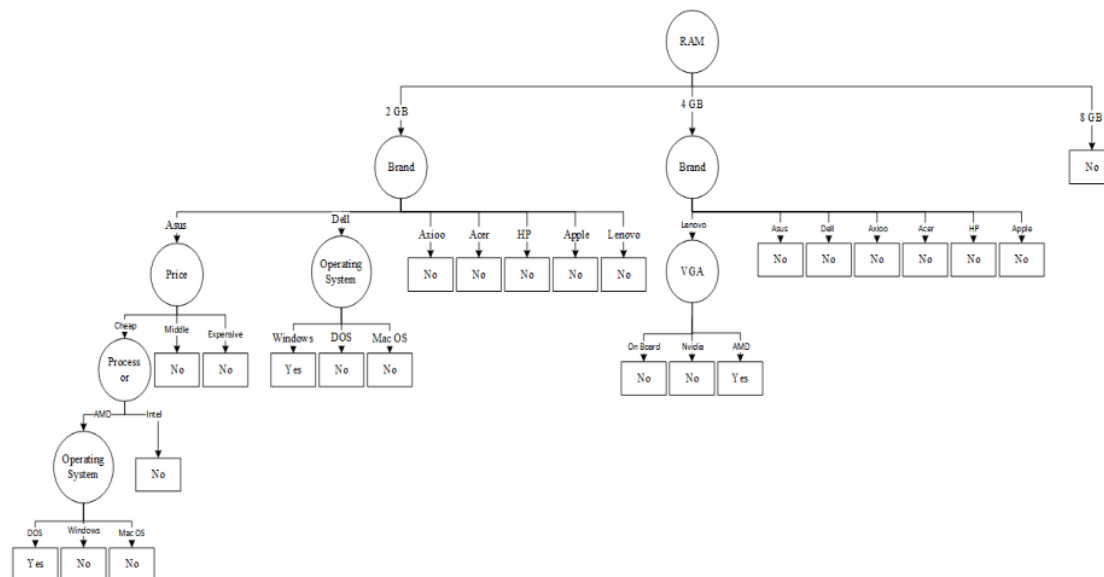 RAM
2 GB
4 GB
8 GB
Brand
Brand
No
Asus
Dell
Axioo
Acer
HP
Apple
Lenovo
Lenovo
Asus
Dell
Axioo
Acer
HP
Apple
Price
Operating
System
No
No
No
No
No
VGA
No
No
No
No
No
No
Cheap
Middle
Expensive
Windows
DOS
Mac OS
On Board
Nvidia
AMD
Process
or
No
No
Yes
No
No
No
No
Yes
AMD
Intel
Operating
System
No
DOS
Windows
Mac OS
Yes
No
No